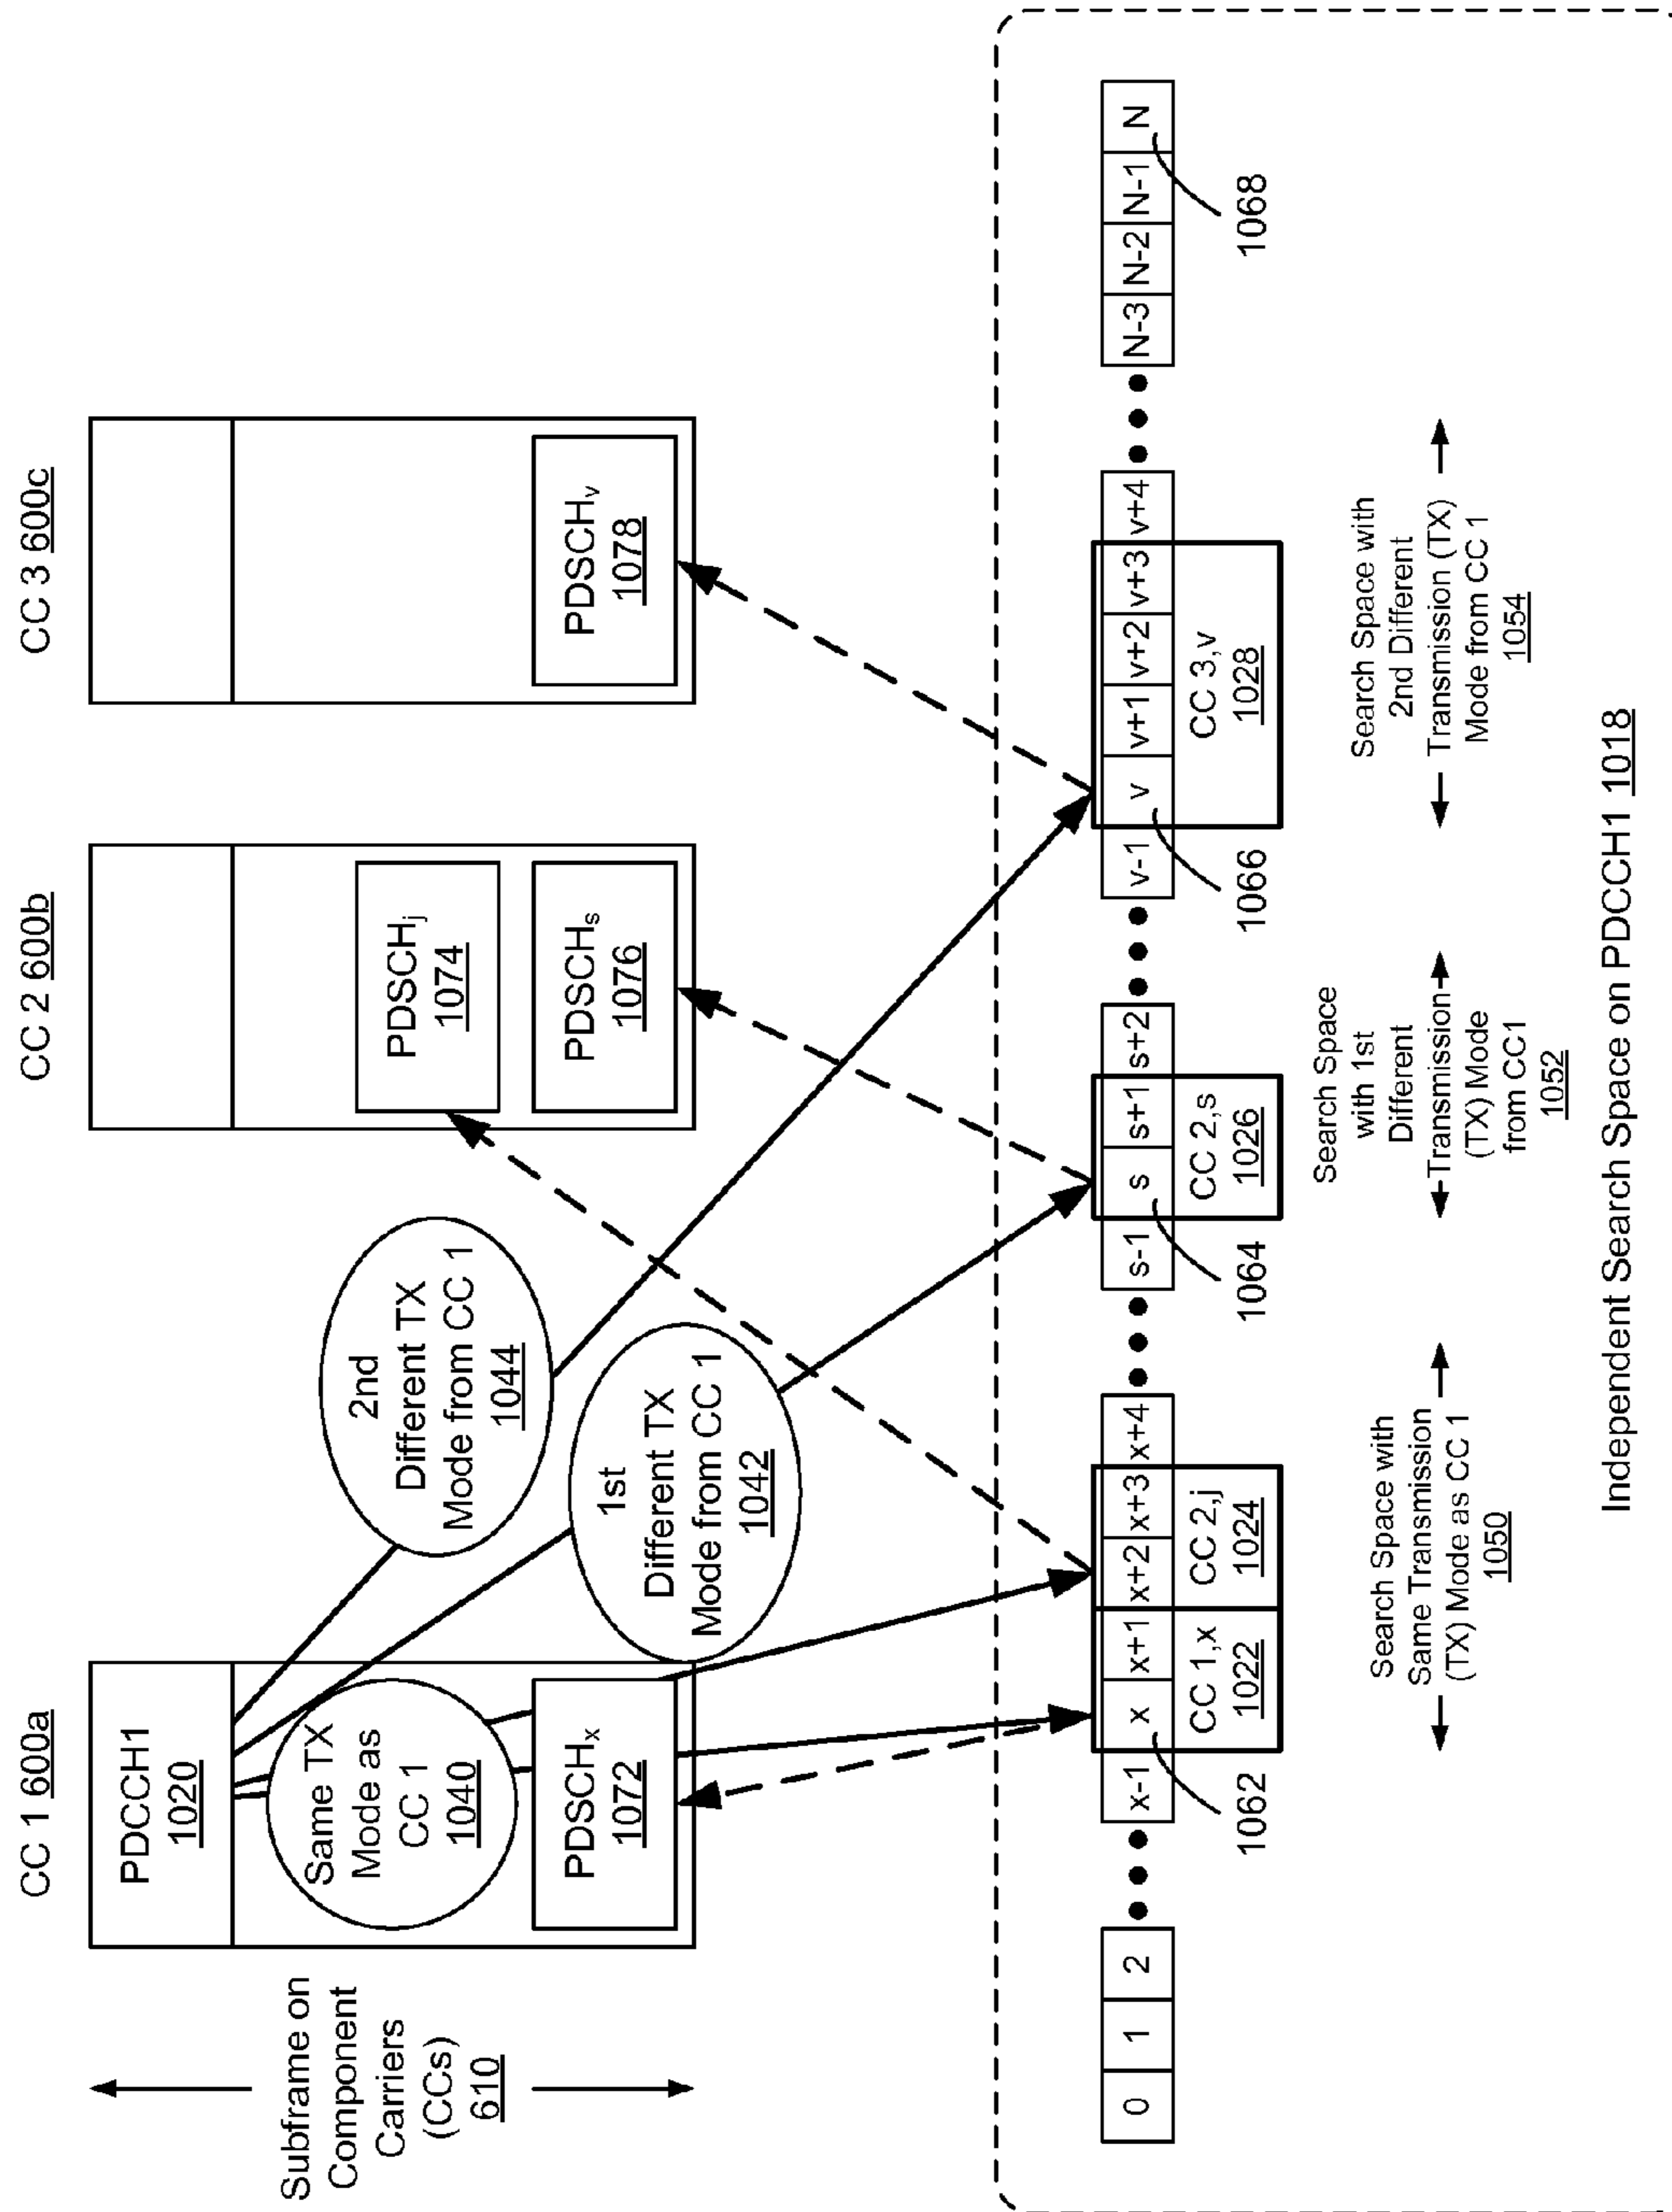 CC 1 600a
CC 2 600b
CC 3 600c
Subframe on
Component
Carriers
(CCs)
610
PDCCH1
1020
Same TX
Mode as
CC 1
1040
PDSCHx
1072
2nd
Different TX
Mode from CC 1
1044
1st
Different TX
Mode from CC 1
1042
PDSCHj
1074
PDSCHs
1076
PDSCHv
1078
0 1 2 x-1 x x+1 x+2 x+3 x+4 s-1 s s+1 s+2 v-1 v v+1 v+2 v+3 v+4 N-3 N-2 N-1 N
CC 1,x
1022
CC 2,j
1024
CC 2,s
1026
CC 3,v
1028
1062
1064
1066
1068
Search Space with
Same Transmission
(TX) Mode as CC 1
1050
Search Space
with 1st
Different
Transmission
(TX) Mode
from CC1
1052
Search Space with
2nd Different
Transmission (TX)
Mode from CC 1
1054
Independent Search Space on PDCCH1 1018